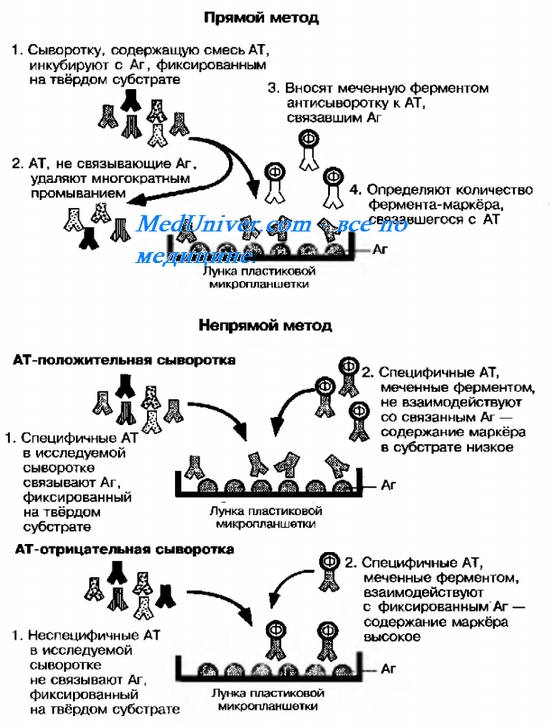 Прямой метод
1. Сыворотку, содержащую смесь АТ,
инкубируют с Аг, фиксированным
на твёрдом субстрате
3. Вносят меченную ферментом
антисыворотку к АТ,
связавшим Аг
2. АТ, не связывающие Аг,
удаляют многократным
промыванием
4. Определяют количество
фермента-маркёра,
связавшегося с АТ
MedUniver.com - все по
медицине.
Аг
Лунка пластиковой
микропланшетки
Непрямой метод
АТ-положительная сыворотка
2. Специфичные АТ,
меченные ферментом,
не взаимодействуют
со связанным Аг —
содержание маркёра
в субстрате низкое
1. Специфичные АТ
в исследуемой
сыворотке
связывают Аг,
фиксированный
на твёрдом
субстрате
Аг
Лунка пластиковой
микропланшетки
АТ-отрицательная сыворотка
2. Специфичные АТ,
меченные ферментом,
взаимодействуют
с фиксированным Аг —
содержание маркёра
высокое
1. Неспецифичные АТ
в исследуемой
сыворотке
не связывают Аг,
фиксированный
на твёрдом субстрате
Аг
Лунка пластиковой
микропланшетки